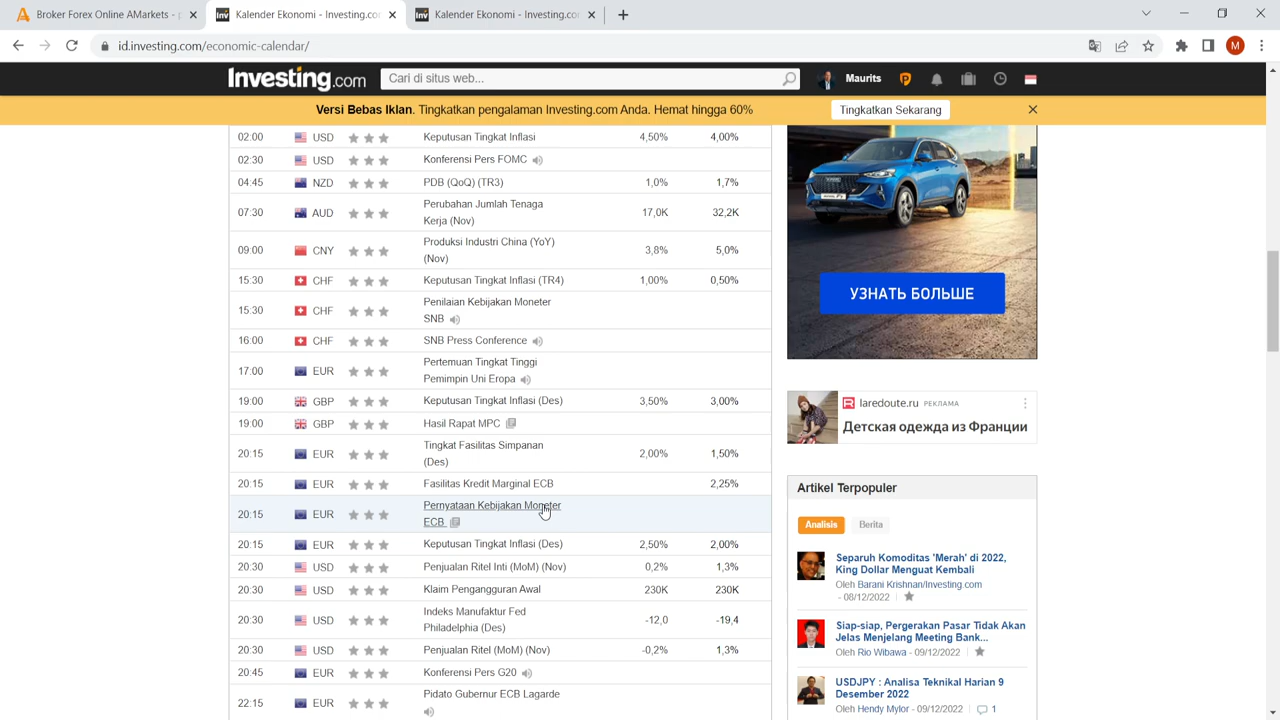 Broker Forex Online AMarkets - p
Kalender Ekonomi - Investing.com
Kalender Ekonomi - Investing.com
id.investing.com/economic-calendar/
M
Investing.com
Cari di situs web...
Maurits
Versi Bebas Iklan. Tingkatkan pengalaman Investing.com Anda. Hemat hingga 60%
Tingkatkan Sekarang
02:00 USD Keputusan Tingkat Inflasi 4,50% 4,00%
02:30 USD Konferensi Pers FOMC
04:45 NZD PDB (QoQ) (TR3) 1,0% 1,7%
07:30 AUD Perubahan Jumlah Tenaga
Kerja (Nov) 17,0K 32,2K
09:00 CNY Produksi Industri China (YoY)
(Nov) 3,8% 5,0%
15:30 CHF Keputusan Tingkat Inflasi (TR4) 1,00% 0,50%
15:30 CHF Penilaian Kebijakan Moneter
SNB
16:00 CHF SNB Press Conference
17:00 EUR Pertemuan Tingkat Tinggi
Pemimpin Uni Eropa
19:00 GBP Keputusan Tingkat Inflasi (Des) 3,50% 3,00%
19:00 GBP Hasil Rapat MPC
20:15 EUR Tingkat Fasilitas Simpanan
(Des) 2,00% 1,50%
20:15 EUR Fasilitas Kredit Marginal ECB 2,25%
20:15 EUR Pernyataan Kebijakan Moneter
ECB
20:15 EUR Keputusan Tingkat Inflasi (Des) 2,50% 2,00%
20:30 USD Penjualan Ritel Inti (MoM) (Nov) 0,2% 1,3%
20:30 USD Klaim Pengangguran Awal 230K 230K
20:30 USD Indeks Manufaktur Fed
Philadelphia (Des) -12,0 -19,4
20:30 USD Penjualan Ritel (MoM) (Nov) -0,2% 1,3%
20:45 EUR Konferensi Pers G20
22:15 EUR Pidato Gubernur ECB Lagarde
УЗНАТЬ БОЛЬШЕ
laredoute.ru РЕКЛАМА
Детская одежда из Франции
Artikel Terpopuler
Analisis Berita
Separuh Komoditas 'Merah' di 2022,
King Dollar Menguat Kembali
Oleh Barani Krishnan/Investing.com
- 08/12/2022
Siap-siap, Pergerakan Pasar Tidak Akan
Jelas Menjelang Meeting Bank...
Oleh Rio Wibawa - 09/12/2022
USDJPY : Analisa Teknikal Harian 9
Desember 2022
Oleh Hendy Mylor - 09/12/2022 1